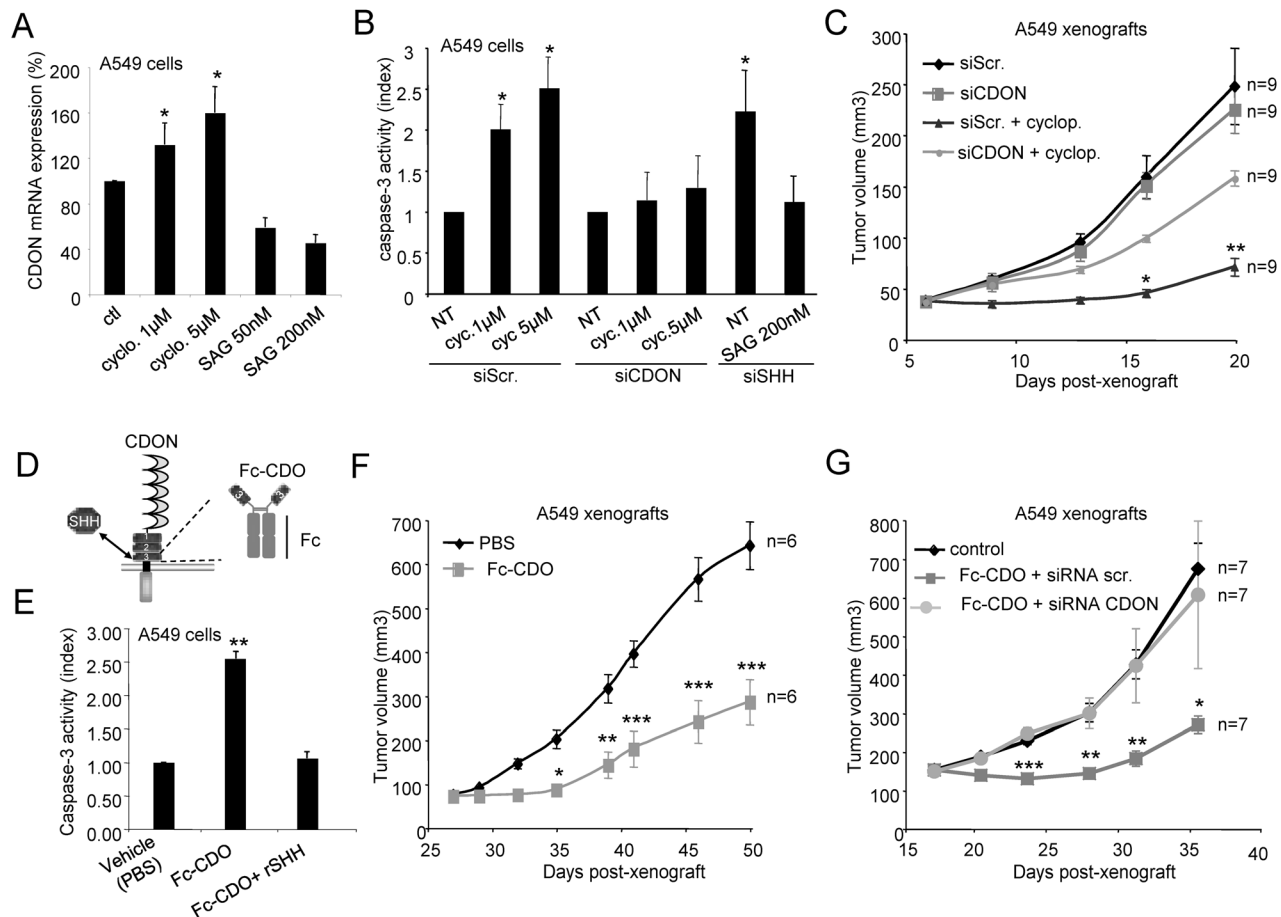 A
A549 cells
CDON mRNA expression (%)
200
160
120
80
40
0
*
*
ctl
cyclo. 1µM
cyclo. 5µM
SAG 50nM
SAG 200nM
B
A549 cells
caspase-3 activity (index)
3
2.5
2
1.5
1
0.5
0
*
*
*
NT
cyc.1µM
cyc 5µM
NT
cyc.1µM
cyc.5µM
NT
SAG 200nM
siScr.
siCDON
siSHH
C
A549 xenografts
Tumor volume (mm3)
300
250
200
150
100
50
0
siScr.
siCDON
siScr. + cyclop.
siCDON + cyclop.
n=9
n=9
n=9
n=9
*
**
5
10
15
20
Days post-xenograft
D
CDON
SHH
2
3
Fc-CDO
3
3
Fc
E
A549 cells
Caspase-3 activity (index)
3.00
2.50
2.00
1.50
1.00
0.50
0.00
**
Vehicle
(PBS)
Fc-CDO
Fc-CDO+ rSHH
F
A549 xenografts
Tumor volume (mm3)
700
600
500
400
300
200
100
0
PBS
Fc-CDO
n=6
n=6
*
**
***
***
***
25
30
35
40
45
50
Days post-xenograft
G
A549 xenografts
Tumor volume (mm3)
800
700
600
500
400
300
200
100
0
control
Fc-CDO + siRNA scr.
Fc-CDO + siRNA CDON
n=7
n=7
n=7
***
**
**
*
15
20
25
30
35
40
Days post-xenograft